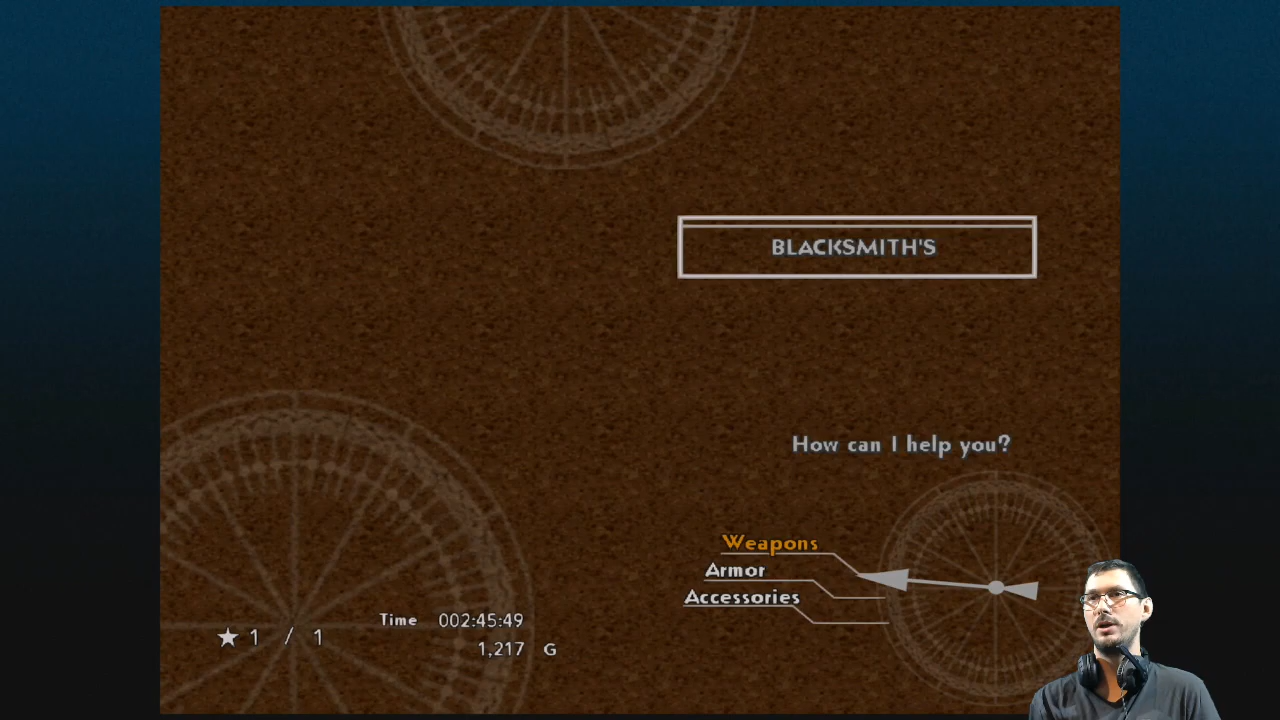 BLACKSMITH'S
How can I help you?
Weapons
Armor
Accessories
Time 002:45:49
★ 1 / 1
1,217 G